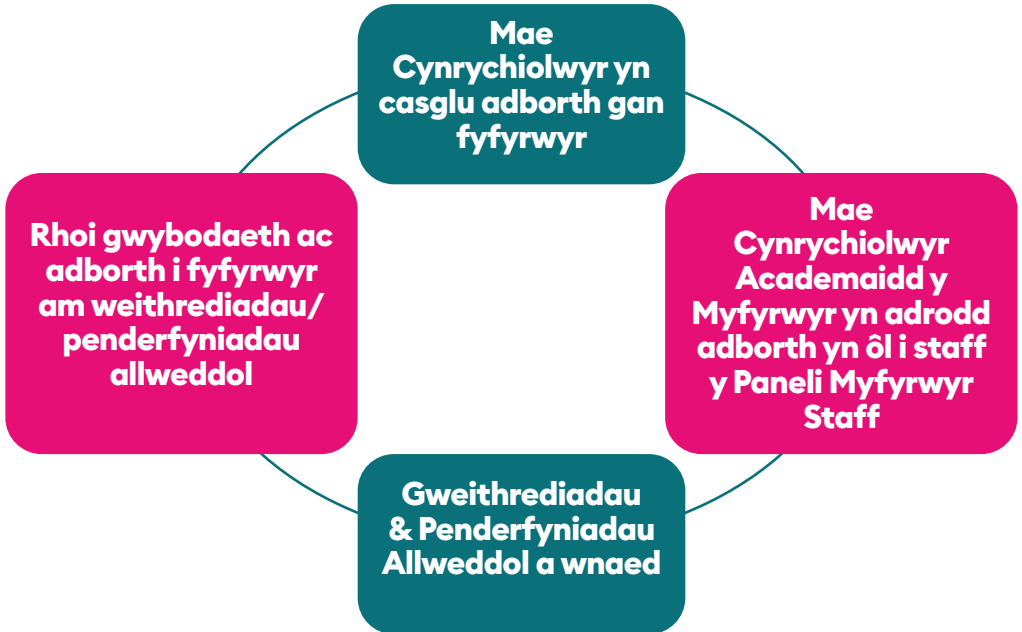 Mae
Cynrychiolwyr yn
casglu adborth gan
fyfyrwyr
Mae
Cynrychiolwyr
Academaidd y
Myfyrwyr yn adrodd
adborth yn ôl i staff
y Paneli Myfyrwyr
Staff
Gweithrediadau
& Penderfyniadau
Allweddol a wnaed
Rhoi gwybodaeth ac
adborth i fyfyrwyr
am weithrediadau/
penderfyniadau
allweddol